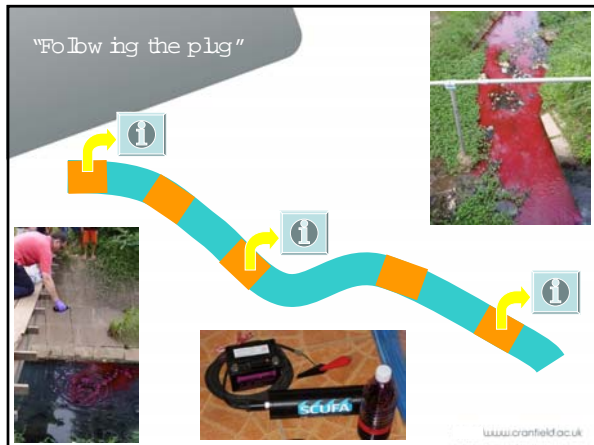 "Following the plug"
i
i
i
SCUFA
www.cranfield.ac.uk